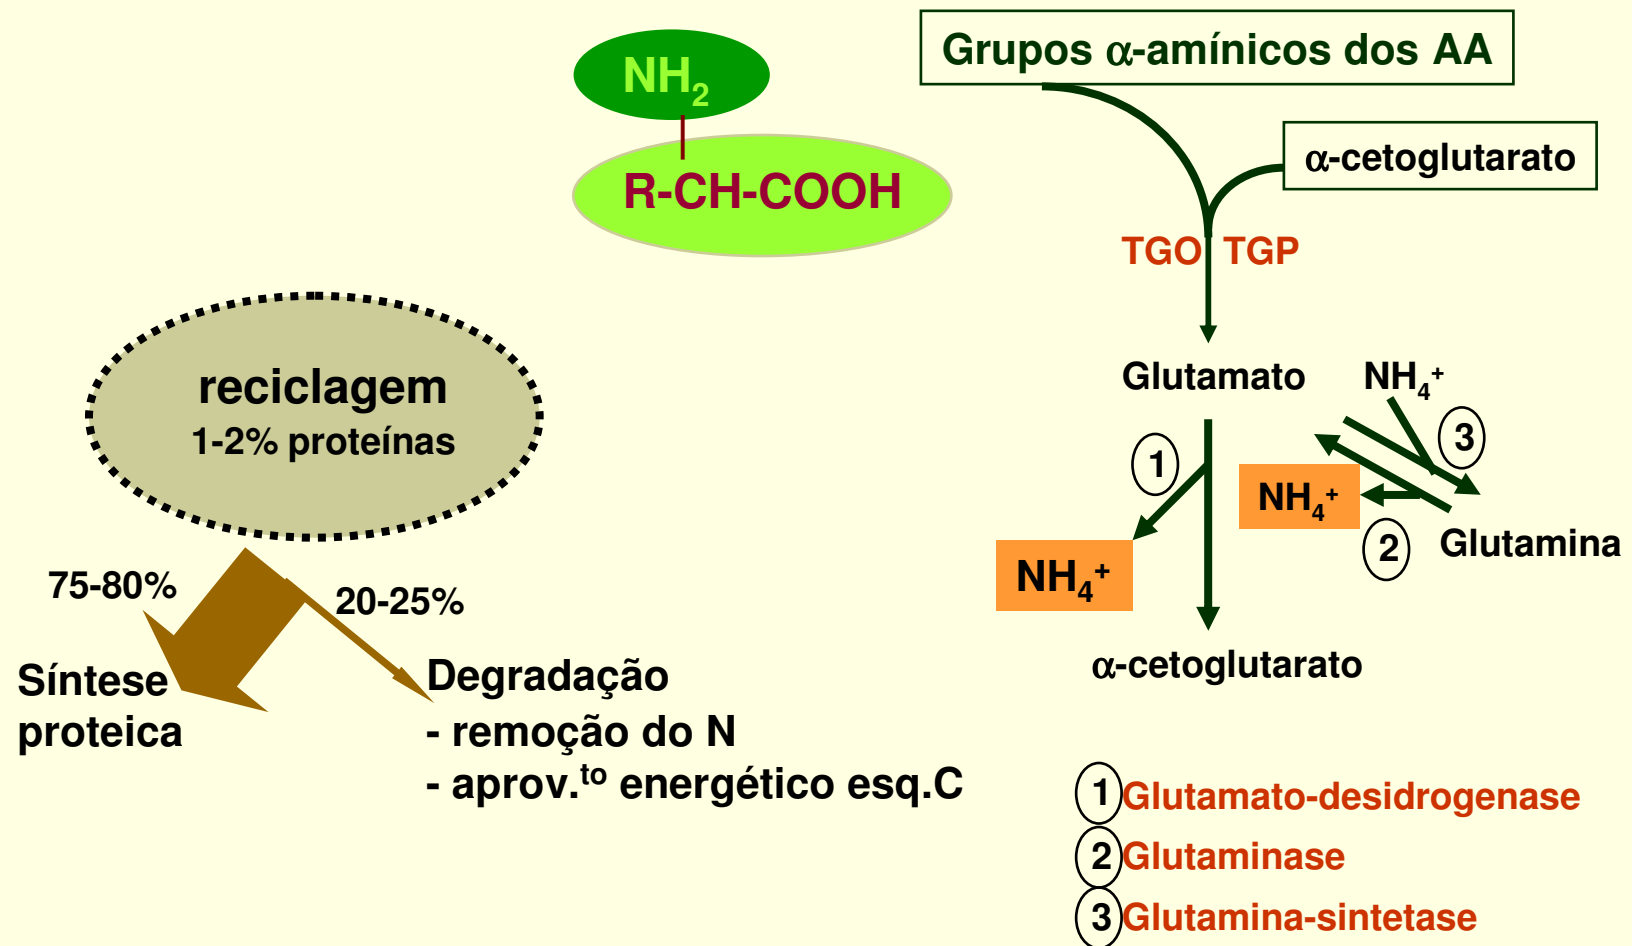 NH₂
R-CH-COOH
Grupos α-amínicos dos AA
α-cetoglutarato
TGO TGP
Glutamato
NH₄⁺
1
3
NH₄⁺
NH₄⁺
2
Glutamina
α-cetoglutarato
reciclagem
1-2% proteínas
75-80%
20-25%
Síntese
proteica
Degradação
- remoção do N
- aprov.ᵗᵒ energético esq.C
1 Glutamato-desidrogenase
2 Glutaminase
3 Glutamina-sintetase